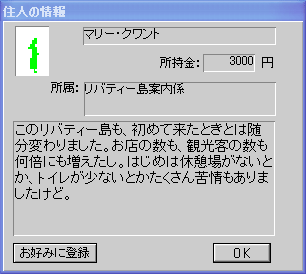 住人の情報
マリー・クワント
所持金: 3000 円
所属: リバティー島案内係
このリバティー島も、初めて来たときとは随
分変わりました。お店の数も、観光客の数も
何倍にも増えたし。はじめは休憩場がないと
か、トイレが少ないとかたくさん苦情もありま
したけど。
お好みに登録
OK